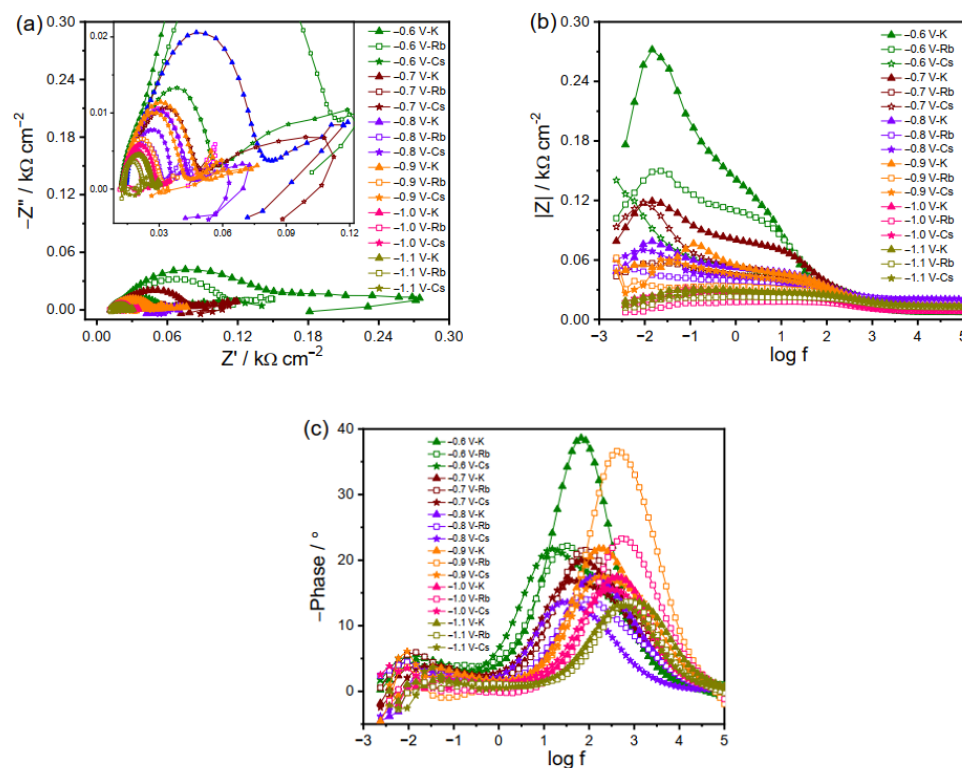 (a)
0.30
0.27
0.24
0.21
0.18
0.15
0.12
0.09
0.06
0.03
0.00
−Z" / kΩ cm−2
0.02
0.01
0.00
0.03
0.06
0.09
0.12
−0.6 V-K
−0.6 V-Rb
−0.6 V-Cs
−0.7 V-K
−0.7 V-Rb
−0.7 V-Cs
−0.8 V-K
−0.8 V-Rb
−0.8 V-Cs
−0.9 V-K
−0.9 V-Rb
−0.9 V-Cs
−1.0 V-K
−1.0 V-Rb
−1.0 V-Cs
−1.1 V-K
−1.1 V-Rb
−1.1 V-Cs
0.00 0.06 0.12 0.18 0.24 0.30
Z' / kΩ cm−2
(b)
0.30
0.24
0.18
0.12
0.06
0.00
|Z| / kΩ cm−2
−0.6 V-K
−0.6 V-Rb
−0.6 V-Cs
−0.7 V-K
−0.7 V-Rb
−0.7 V-Cs
−0.8 V-K
−0.8 V-Rb
−0.8 V-Cs
−0.9 V-K
−0.9 V-Rb
−0.9 V-Cs
−1.0 V-K
−1.0 V-Rb
−1.0 V-Cs
−1.1 V-K
−1.1 V-Rb
−1.1 V-Cs
−3 −2 −1 0 1 2 3 4 5
log f
(c)
40
30
20
10
0
−Phase / °
−0.6 V-K
−0.6 V-Rb
−0.6 V-Cs
−0.7 V-K
−0.7 V-Rb
−0.7 V-Cs
−0.8 V-K
−0.8 V-Rb
−0.8 V-Cs
−0.9 V-K
−0.9 V-Rb
−0.9 V-Cs
−1.0 V-K
−1.0 V-Rb
−1.0 V-Cs
−1.1 V-K
−1.1 V-Rb
−1.1 V-Cs
−3 −2 −1 0 1 2 3 4 5
log f